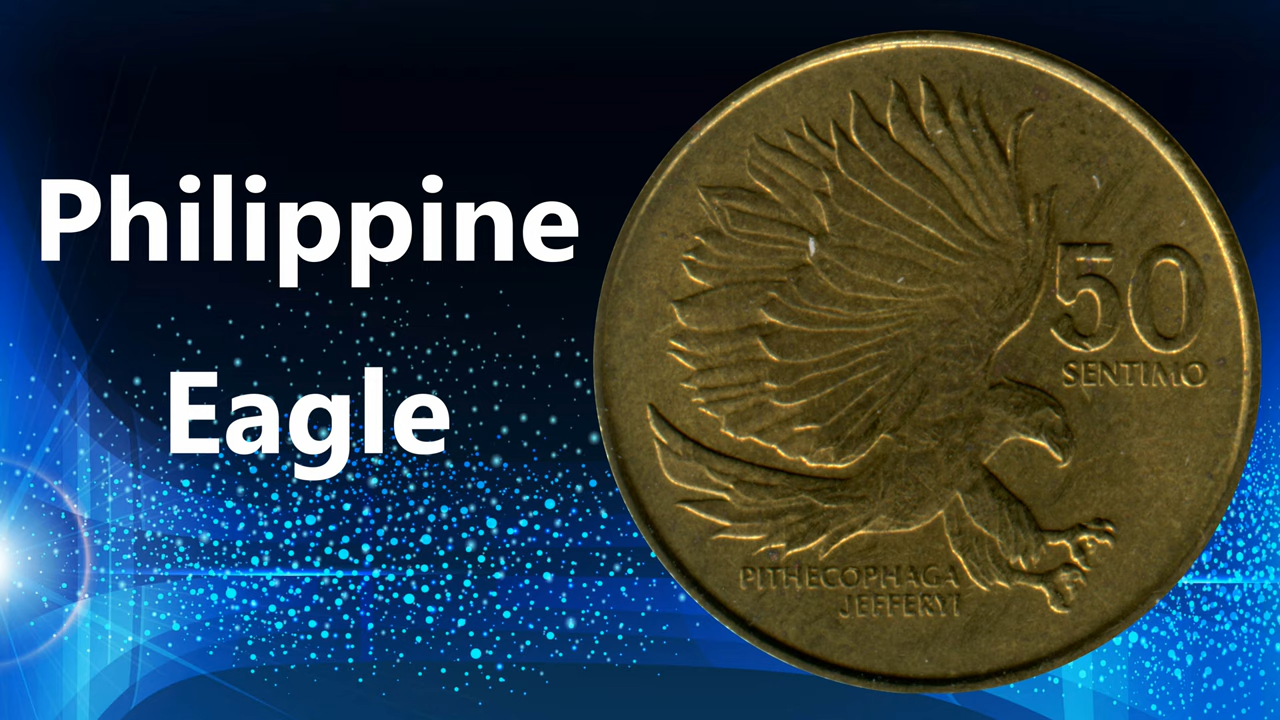 Philippine
Eagle
50
SENTIMO
PITHECOPHAGA
JEFFERYI